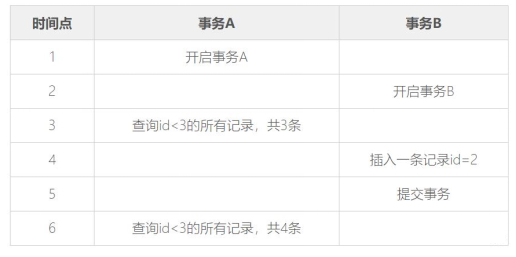 时间点 事务A 事务B
1 开启事务A
2 开启事务B
3 查询id<3的所有记录，共3条
4 插入一条记录id=2
5 提交事务
6 查询id<3的所有记录，共4条